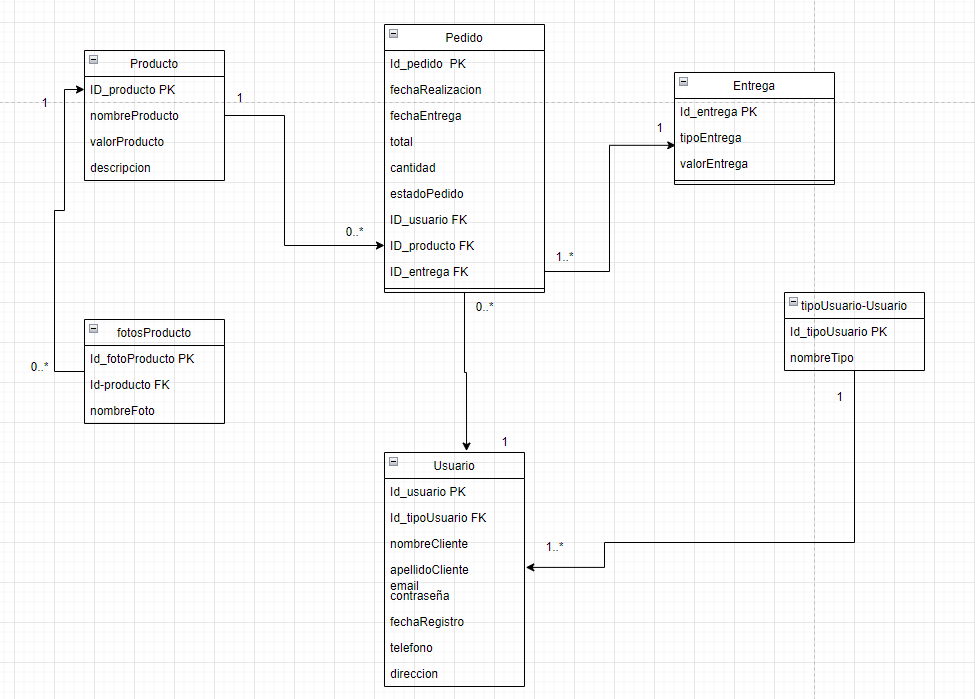 Producto
ID_producto PK
nombreProducto
valorProducto
descripcion
1
1
Pedido
Id_pedido PK
fechaRealizacion
fechaEntrega
total
cantidad
estadoPedido
ID_usuario FK
ID_producto FK
ID_entrega FK
0..*
1..*
0..*
Entrega
Id_entrega PK
tipoEntrega
valorEntrega
1
fotosProducto
Id_fotoProducto PK
Id-producto FK
nombreFoto
0..*
tipoUsuario-Usuario
Id_tipoUsuario PK
nombreTipo
1
Usuario
Id_usuario PK
Id_tipoUsuario FK
nombreCliente
apellidoCliente
email
contraseña
fechaRegistro
telefono
direccion
1
1..*